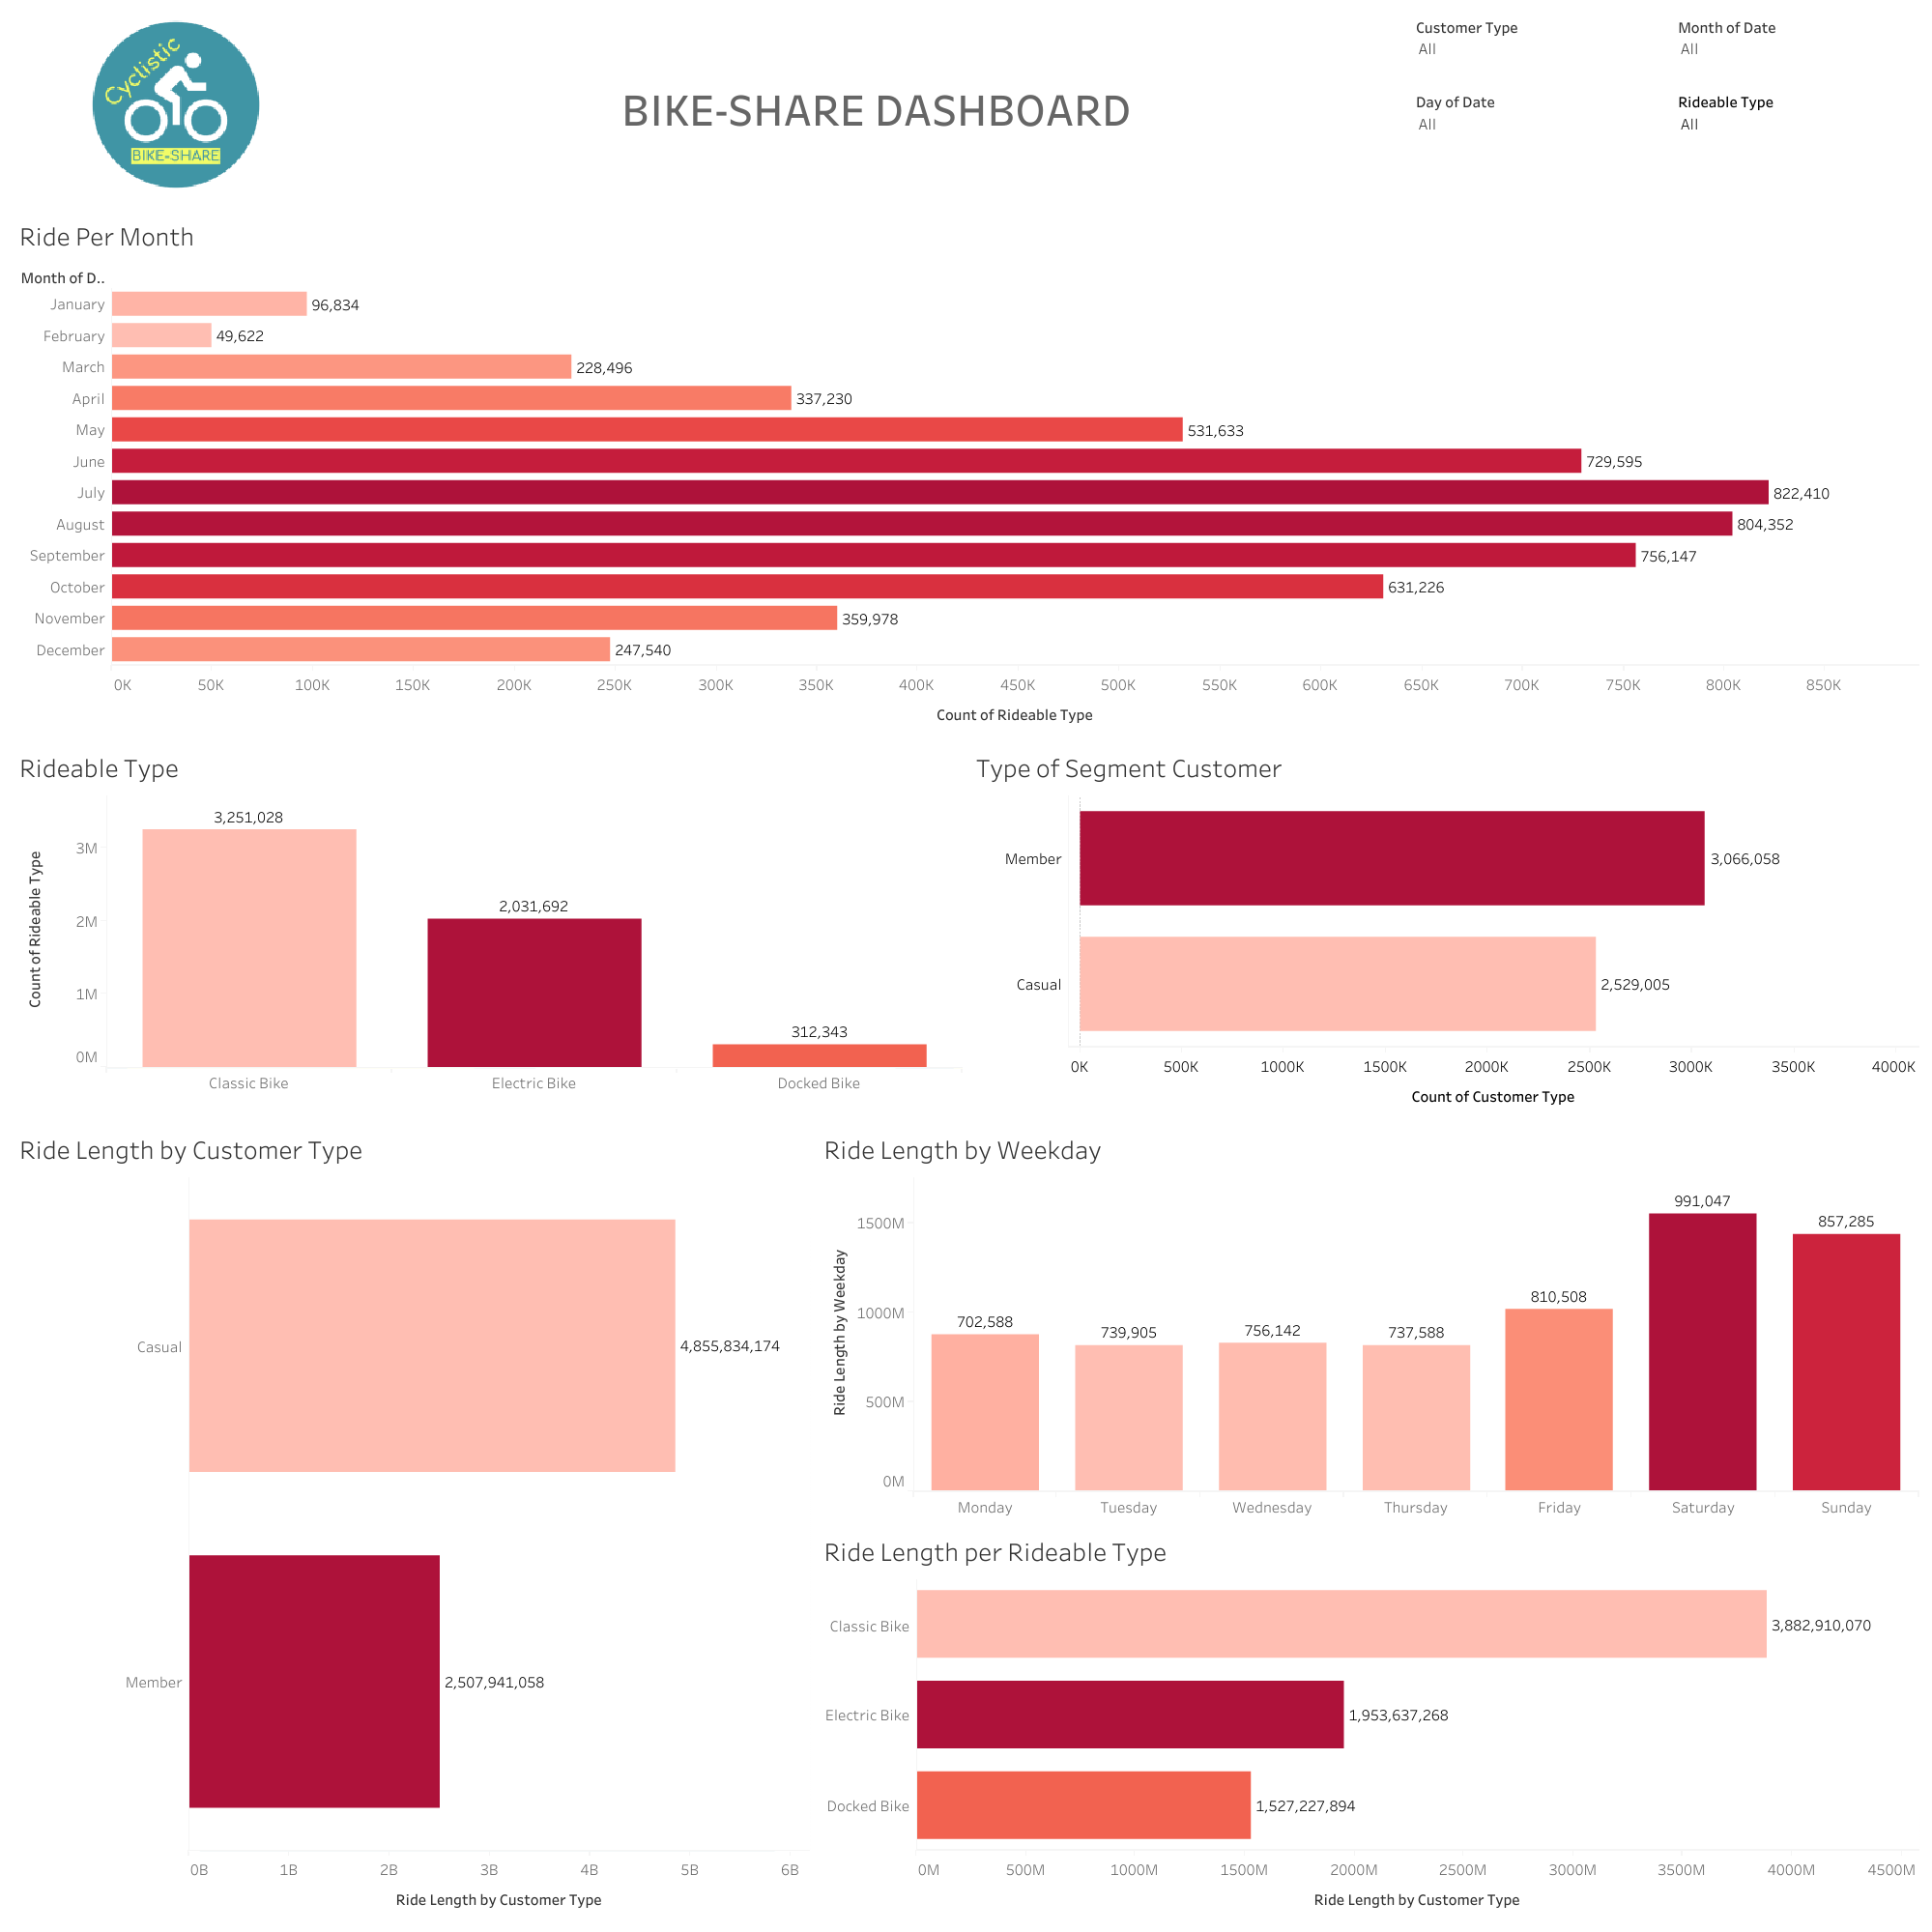 Cyclistic
BIKE-SHARE
BIKE-SHARE DASHBOARD
Customer Type
All
Month of Date
All
Day of Date
All
Rideable Type
All
Ride Per Month
Month of D..
January 96,834
February 49,622
March 228,496
April 337,230
May 531,633
June 729,595
July 822,410
August 804,352
September 756,147
October 631,226
November 359,978
December 247,540
0K 50K 100K 150K 200K 250K 300K 350K 400K 450K 500K 550K 600K 650K 700K 750K 800K 850K
Count of Rideable Type
Rideable Type
Count of Rideable Type
3M
2M
1M
0M
3,251,028
2,031,692
312,343
Classic Bike Electric Bike Docked Bike
Type of Segment Customer
Member 3,066,058
Casual 2,529,005
0K 500K 1000K 1500K 2000K 2500K 3000K 3500K 4000K
Count of Customer Type
Ride Length by Customer Type
Casual 4,855,834,174
Member 2,507,941,058
0B 1B 2B 3B 4B 5B 6B
Ride Length by Customer Type
Ride Length by Weekday
Ride Length by Weekday
1500M
1000M
500M
0M
702,588 739,905 756,142 737,588 810,508 991,047 857,285
Monday Tuesday Wednesday Thursday Friday Saturday Sunday
Ride Length per Rideable Type
Classic Bike 3,882,910,070
Electric Bike 1,953,637,268
Docked Bike 1,527,227,894
0M 500M 1000M 1500M 2000M 2500M 3000M 3500M 4000M 4500M
Ride Length by Customer Type